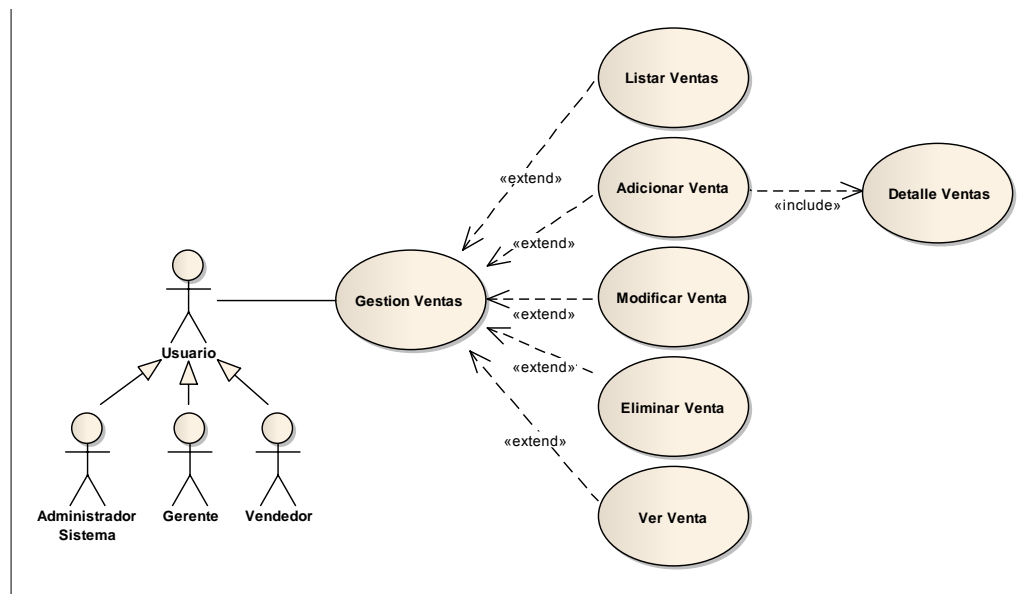 Listar Ventas
«extend»
Adicionar Venta
«include»
Detalle Ventas
«extend»
Gestion Ventas
Modificar Venta
«extend»
Usuario
«extend»
Eliminar Venta
«extend»
Administrador
Sistema
Gerente
Vendedor
Ver Venta